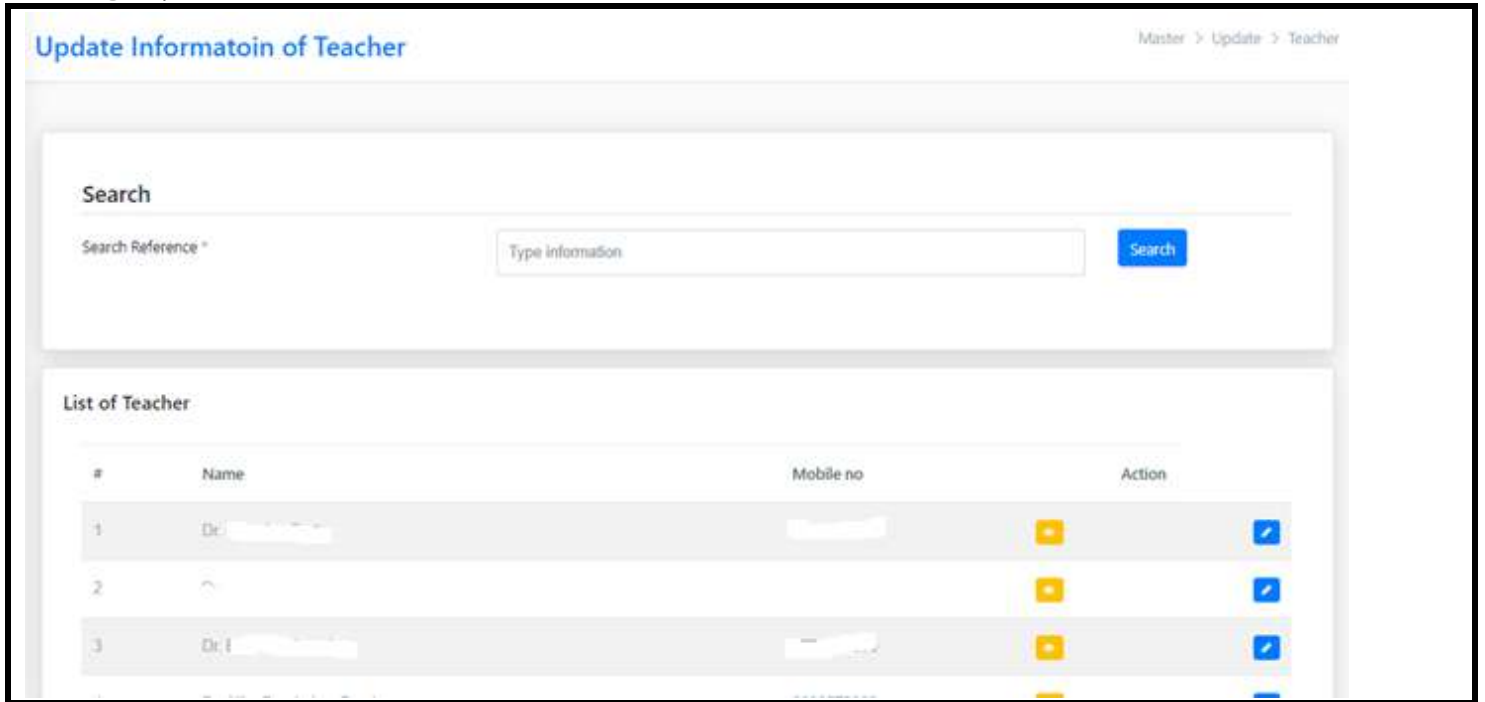 Update Informatoin of Teacher
Master > Update > Teacher
Search
Search Reference *
Type information
Search
List of Teacher
# Name Mobile no Action
1 Dr.
2
3 Dr.